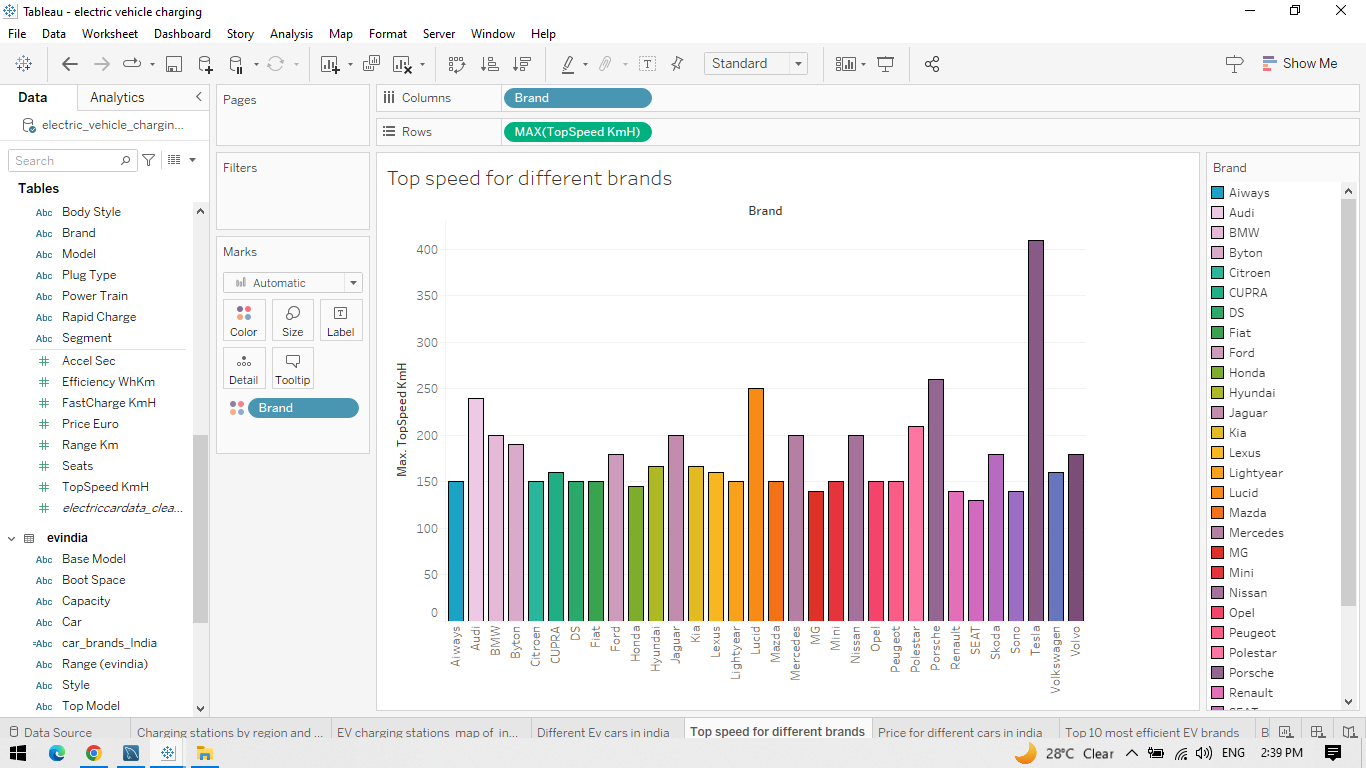 Tableau - electric vehicle charging
File Data Worksheet Dashboard Story Analysis Map Format Server Window Help
Standard
Show Me
Data Analytics
electric_vehicle_chargin...
Search
Tables
Abc Body Style
Abc Brand
Abc Model
Abc Plug Type
Abc Power Train
Abc Rapid Charge
Abc Segment
# Accel Sec
# Efficiency WhKm
# FastCharge KmH
# Price Euro
# Range Km
# Seats
# TopSpeed KmH
# electriccardata_clea...
evindia
Abc Base Model
Abc Boot Space
Abc Capacity
Abc Car
=Abc car_brands_India
Abc Range (evindia)
Abc Style
Abc Top Model
Pages
Filters
Marks
Automatic
Color Size Label
Detail Tooltip
Brand
Columns Brand
Rows MAX(TopSpeed KmH)
Top speed for different brands
Brand
Max. TopSpeed KmH
400
350
300
250
200
150
100
50
0
Aiways
Audi
BMW
Byton
Citroen
CUPRA
DS
Fiat
Ford
Honda
Hyundai
Jaguar
Kia
Lexus
Lightyear
Lucid
Mazda
Mercedes
MG
Mini
Nissan
Opel
Peugeot
Polestar
Porsche
Renault
SEAT
Skoda
Sono
Tesla
Volkswagen
Volvo
Brand
Aiways
Audi
BMW
Byton
Citroen
CUPRA
DS
Fiat
Ford
Honda
Hyundai
Jaguar
Kia
Lexus
Lightyear
Lucid
Mazda
Mercedes
MG
Mini
Nissan
Opel
Peugeot
Polestar
Porsche
Renault
SEAT
Data Source Charging stations by region and ... EV charging stations map of in... Different Ev cars in india Top speed for different brands Price for different cars in india Top 10 most efficient EV brands B
28°C Clear ENG 2:39 PM